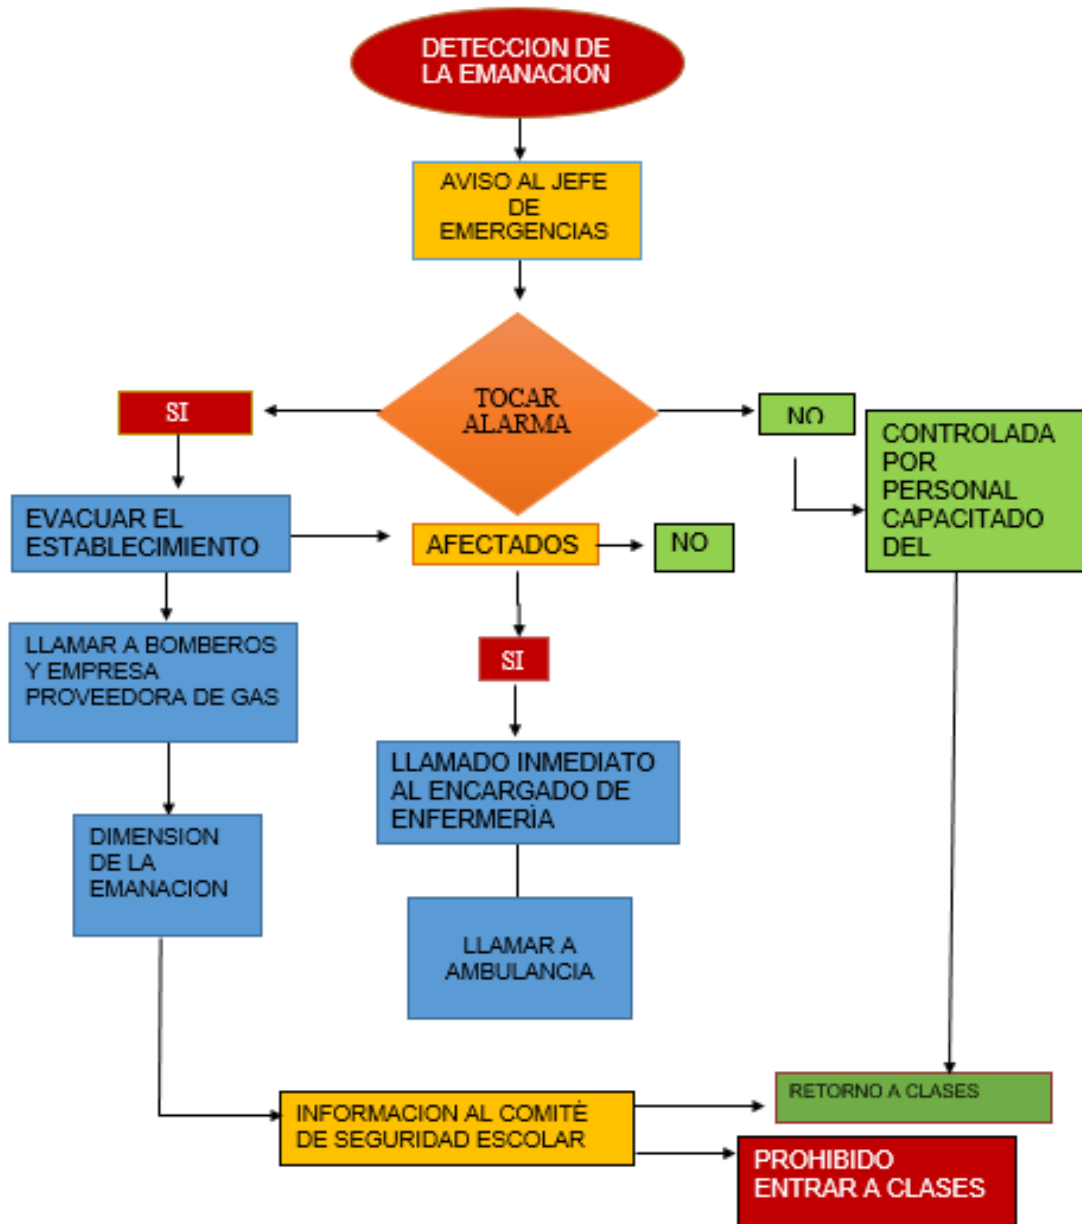 DETECCION DE
LA EMANACION
AVISO AL JEFE
DE
EMERGENCIAS
TOCAR
ALARMA
SI
NO
CONTROLADA
POR
PERSONAL
CAPACITADO
DEL
EVACUAR EL
ESTABLECIMIENTO
AFECTADOS
NO
LLAMAR A BOMBEROS
Y EMPRESA
PROVEEDORA DE GAS
SI
LLAMADO INMEDIATO
AL ENCARGADO DE
ENFERMERÍA
DIMENSION
DE LA
EMANACION
LLAMAR A
AMBULANCIA
INFORMACION AL COMITÉ
DE SEGURIDAD ESCOLAR
RETORNO A CLASES
PROHIBIDO
ENTRAR A CLASES